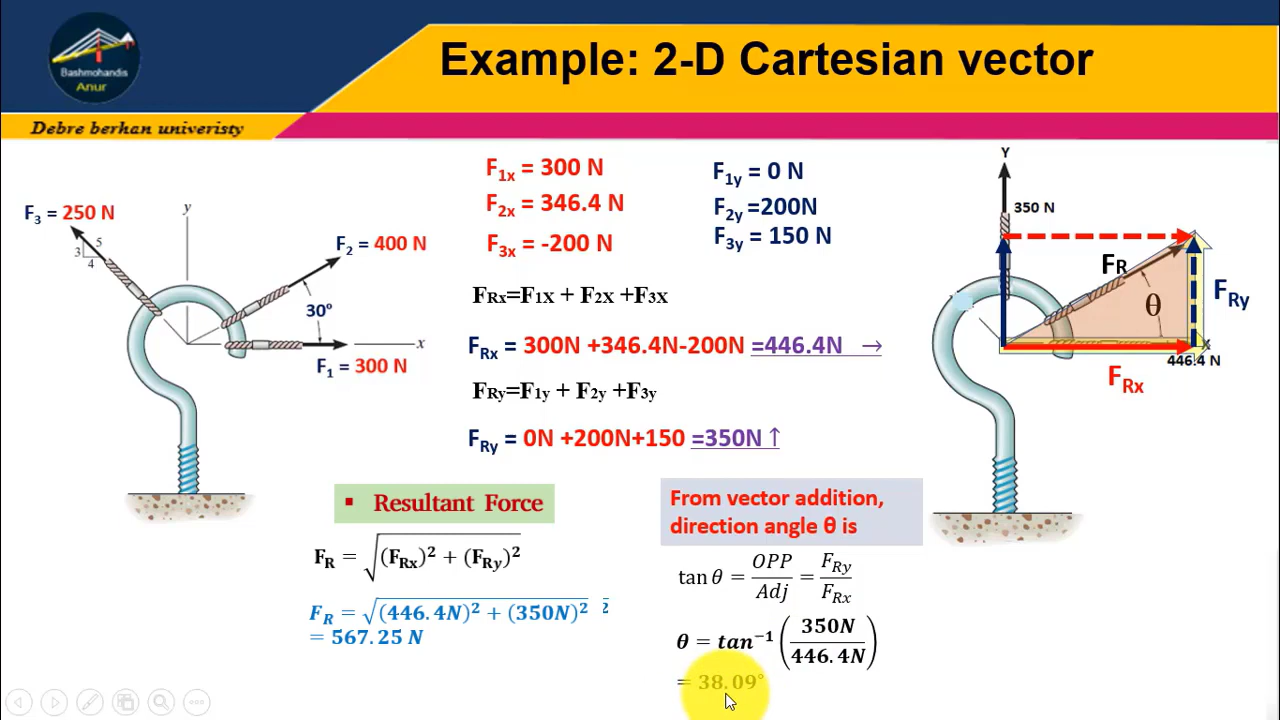 Example: 2-D Cartesian vector
Bashmohandis
Anur
Debre berhan univeristy
F₃ = 250 N
5
3
4
y
F₂ = 400 N
30°
x
F₁ = 300 N
F1x = 300 N
F2x = 346.4 N
F3x = -200 N
F1y = 0 N
F2y =200N
F3y = 150 N
FRx=F1x + F2x +F3x
FRx = 300N +346.4N-200N =446.4N →
FRy=F1y + F2y +F3y
FRy = 0N +200N+150 =350N ↑
▪ Resultant Force
FR = √(FRx)² + (FRy)²
FR = √(446.4N)² + (350N)² 2
= 567.25 N
From vector addition,
direction angle θ is
tan θ = OPP/Adj = FRy/FRx
θ = tan⁻¹ (350N/446.4N)
= 38.09°
Y
350 N
FR
θ
FRy
x
446.4 N
FRx